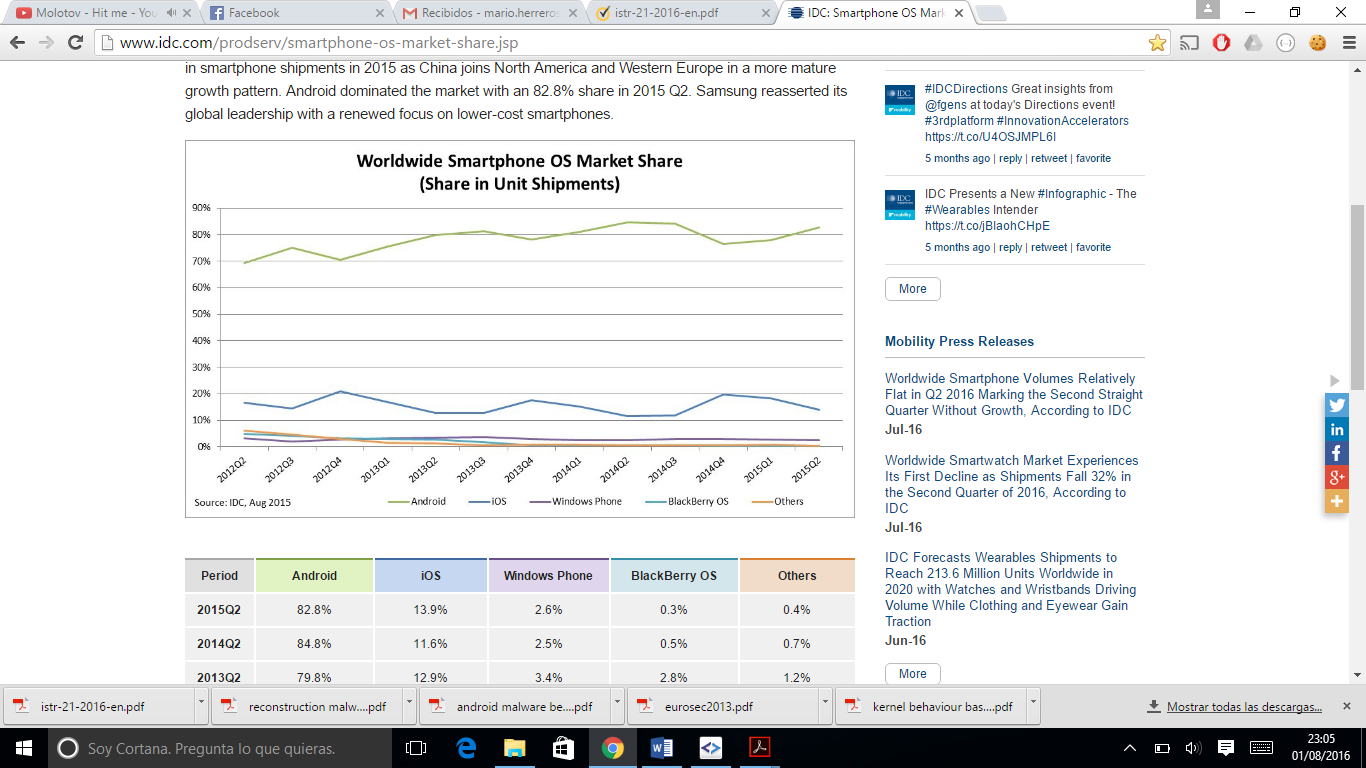 Molotov - Hit me - You
Facebook
Recibidos - mario.herreros
istr-21-2016-en.pdf
IDC: Smartphone OS Mark
www.idc.com/prodserv/smartphone-os-market-share.jsp
in smartphone shipments in 2015 as China joins North America and Western Europe in a more mature
growth pattern. Android dominated the market with an 82.8% share in 2015 Q2. Samsung reasserted its
global leadership with a renewed focus on lower-cost smartphones.
Worldwide Smartphone OS Market Share
(Share in Unit Shipments)
90%
80%
70%
60%
50%
40%
30%
20%
10%
0%
2012Q2 2012Q3 2012Q4 2013Q1 2013Q2 2013Q3 2013Q4 2014Q1 2014Q2 2014Q3 2014Q4 2015Q1 2015Q2
Source: IDC, Aug 2015 Android iOS Windows Phone BlackBerry OS Others
Period Android iOS Windows Phone BlackBerry OS Others
2015Q2 82.8% 13.9% 2.6% 0.3% 0.4%
2014Q2 84.8% 11.6% 2.5% 0.5% 0.7%
2013Q2 79.8% 12.9% 3.4% 2.8% 1.2%
IDC
#IDCDirections Great insights from
@fgens at today's Directions event!
#3rdplatform #InnovationAccelerators
https://t.co/U4OSJMPL6I
5 months ago | reply | retweet | favorite
IDC
IDC Presents a New #Infographic - The
#Wearables Intender
https://t.co/jBlaohCHpE
5 months ago | reply | retweet | favorite
More
Mobility Press Releases
Worldwide Smartphone Volumes Relatively
Flat in Q2 2016 Marking the Second Straight
Quarter Without Growth, According to IDC
Jul-16
Worldwide Smartwatch Market Experiences
Its First Decline as Shipments Fall 32% in
the Second Quarter of 2016, According to
IDC
Jul-16
IDC Forecasts Wearables Shipments to
Reach 213.6 Million Units Worldwide in
2020 with Watches and Wristbands Driving
Volume While Clothing and Eyewear Gain
Traction
Jun-16
More
istr-21-2016-en.pdf
reconstruction malw....pdf
android malware be....pdf
eurosec2013.pdf
kernel behaviour bas....pdf
Mostrar todas las descargas...
Soy Cortana. Pregunta lo que quieras.
23:05
01/08/2016